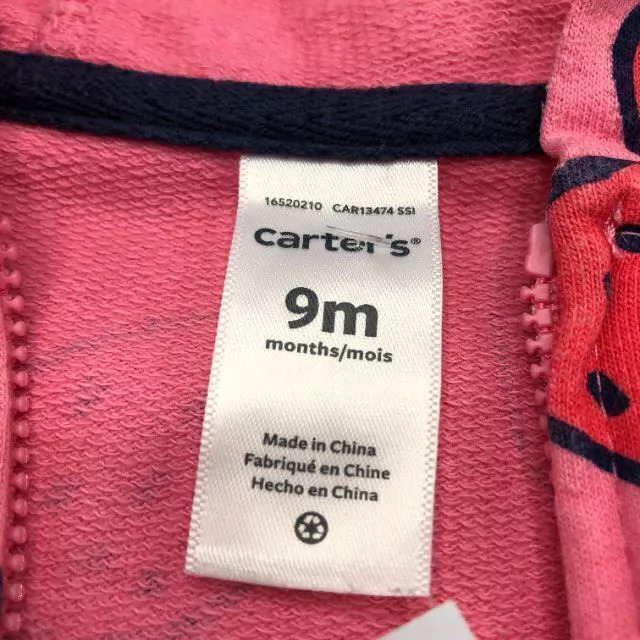 16520210 CAR13474 SSI
carter's®
9m
months/mois
Made in China
Fabriqué en Chine
Hecho en China